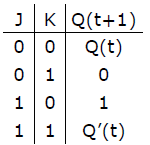 J K Q(t+1)
0 0 Q(t)
0 1 0
1 0 1
1 1 Q’(t)